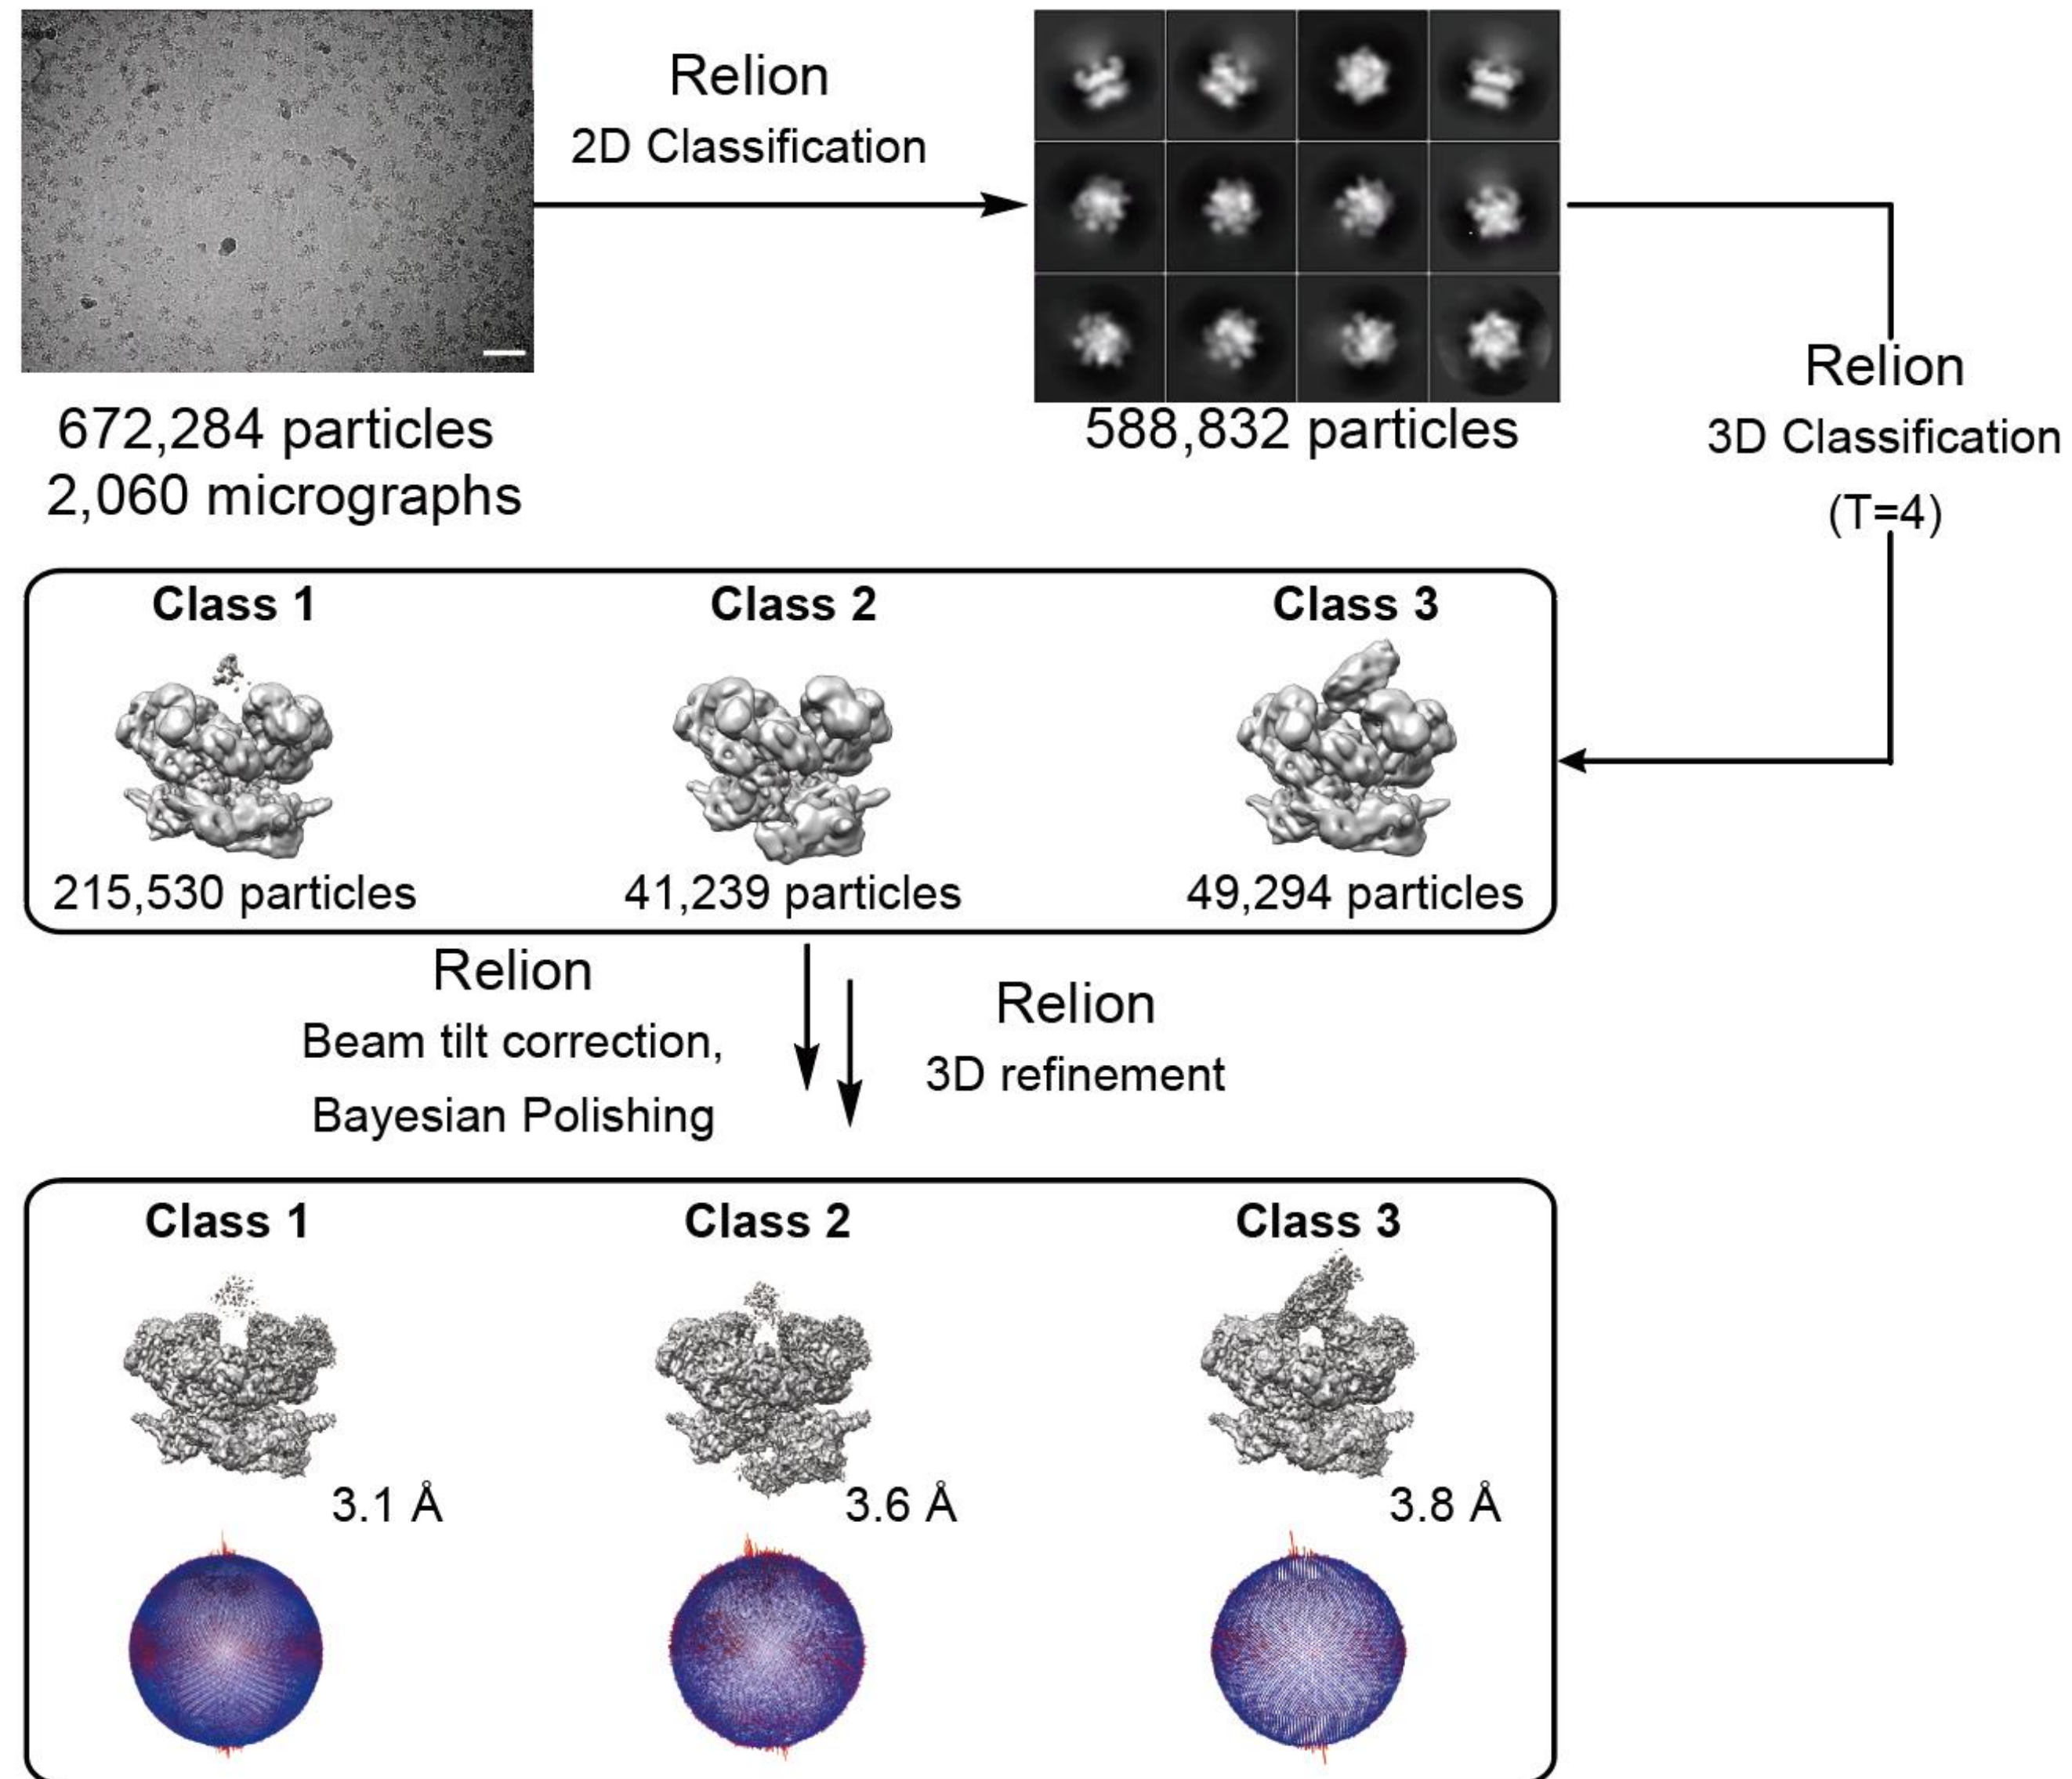 Relion
2D Classification
672,284 particles
2,060 micrographs
588,832 particles
Relion
3D Classification
(T=4)
Class 1
Class 2
Class 3
215,530 particles
41,239 particles
49,294 particles
Relion
Beam tilt correction,
Bayesian Polishing
Relion
3D refinement
Class 1
Class 2
Class 3
3.1 Å
3.6 Å
3.8 Å